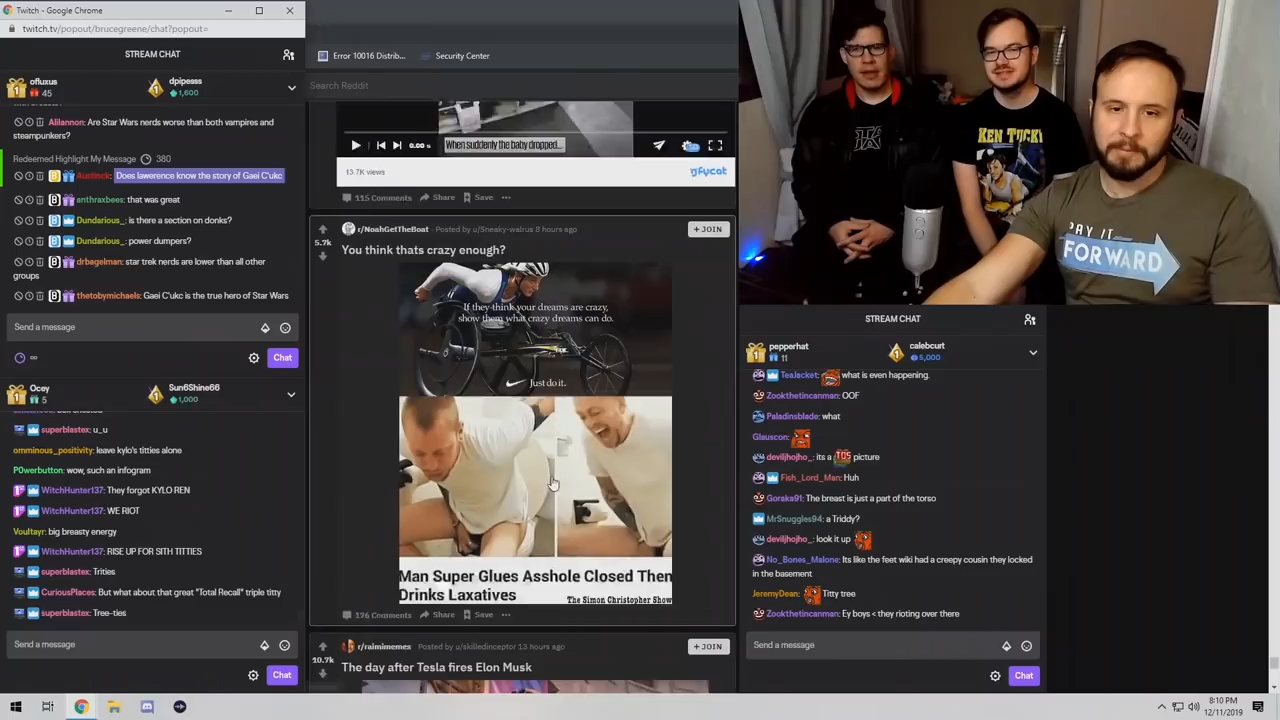 Twitch - Google Chrome
twitch.tv/popout/brucegreene/chat?popout=
STREAM CHAT
ofluxus
45
dpipesss
1,600
Alilannon: Are Star Wars nerds worse than both vampires and
steampunkers?
Redeemed Highlight My Message 380
Austinck: Does lawerence know the story of Gaei C'ukc
anthraxbees: that was great
Dundarious_: is there a section on donks?
Dundarious_: power dumpers?
drbagelman: star trek nerds are lower than all other
groups
thetobymichaels: Gaei C'ukc is the true hero of Star Wars
Send a message
∞
Chat
Ocey
5
Sun6Shine66
1,000
superblastex: u_u
omminous_positivity: leave kylo's titties alone
P0werbutton: wow, such an infogram
WitchHunter137: They forgot KYLO REN
WitchHunter137: WE RIOT
Voultayr: big breasty energy
WitchHunter137: RISE UP FOR SITH TITTIES
superblastex: Trities
CuriousPlaces: But what about that great "Total Recall" triple titty
superblastex: Tree-ties
Send a message
Chat
Error 10016 Distrib...
Security Center
Search Reddit
0.00 s
When suddenly the baby dropped...
13.7K views
gfycat
115 Comments Share Save
5.7k
r/NoahGetTheBoat · Posted by u/Sneaky-walrus 8 hours ago
+ JOIN
You think thats crazy enough?
If they think your dreams are crazy,
show them what crazy dreams can do.
Just do it.
Man Super Glues Asshole Closed Then
Drinks Laxatives
The Simon Christopher Show
176 Comments Share Save
10.7k
r/raimimemes · Posted by u/skilledinceptor 13 hours ago
+ JOIN
The day after Tesla fires Elon Musk
KEN TUCKY
PAY IT
FORWARD
STREAM CHAT
pepperhat
11
calebcurt
5,000
TeaJacket: what is even happening.
Zookthetincanman: OOF
Paladinsblade: what
Glauscon:
deviljhojho_: its a TOS picture
Fish_Lord_Man: Huh
Goraka91: The breast is just a part of the torso
MrSnuggles94: a Triddy?
deviljhojho_: look it up
No_Bones_Malone: Its like the feet wiki had a creepy cousin they locked
in the basement
JeremyDean: Titty tree
Zookthetincanman: Ey boys < they rioting over there
Send a message
Chat
8:10 PM
12/11/2019